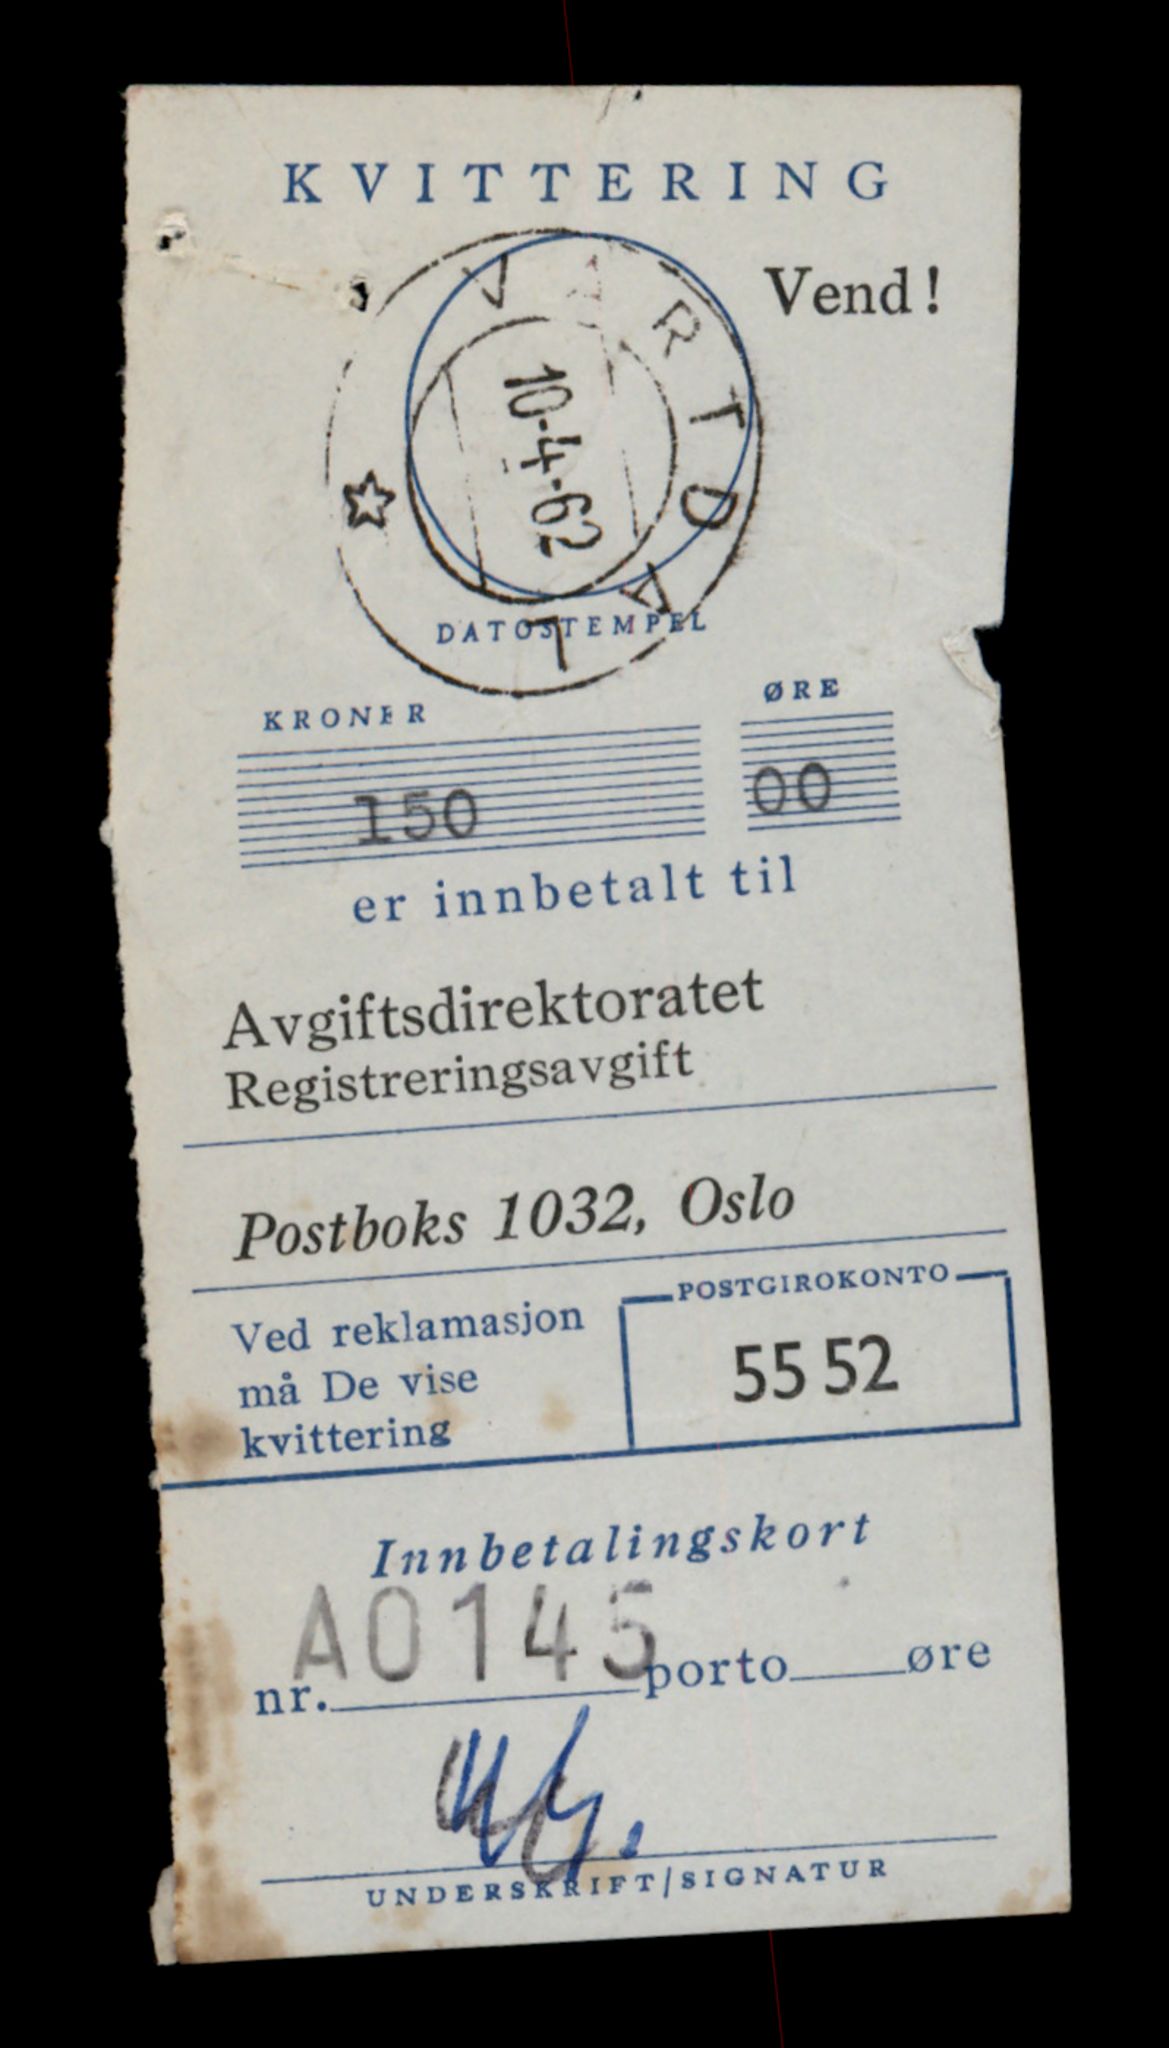 KVITTERING
Vend!
VARTDAL
10-4-62
DATOSTEMPEL
KRONER
ØRE
150
00
er innbetalt til
Avgiftsdirektoratet
Registreringsavgift
Postboks 1032, Oslo
Ved reklamasjon
må De vise
kvittering
POSTGIROKONTO
55 52
Innbetalingskort
A0145
nr. porto øre
UNDERSKRIFT/SIGNATUR